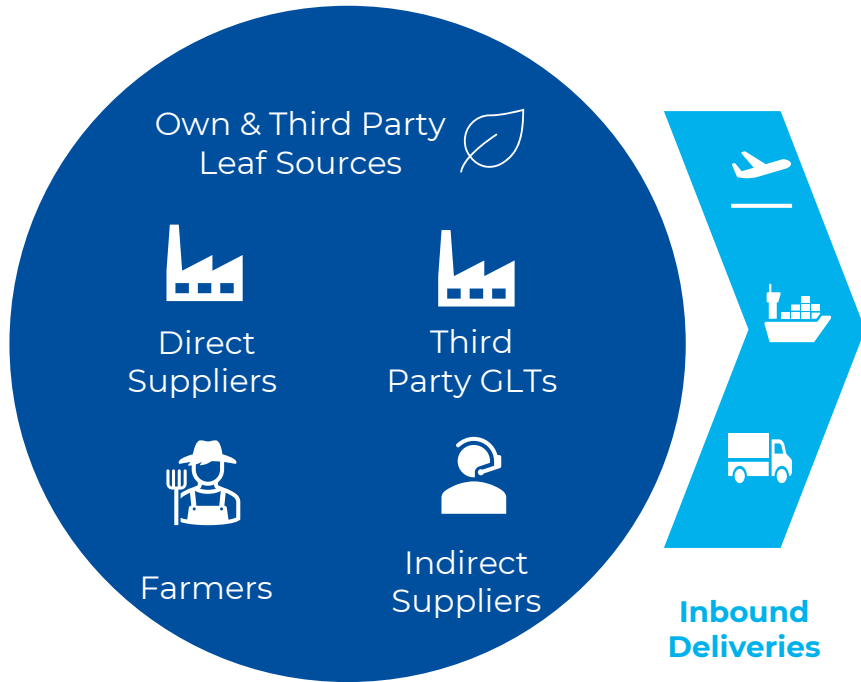 Own & Third Party
Leaf Sources
Direct
Suppliers
Third
Party GLTs
Farmers
Indirect
Suppliers
Inbound
Deliveries